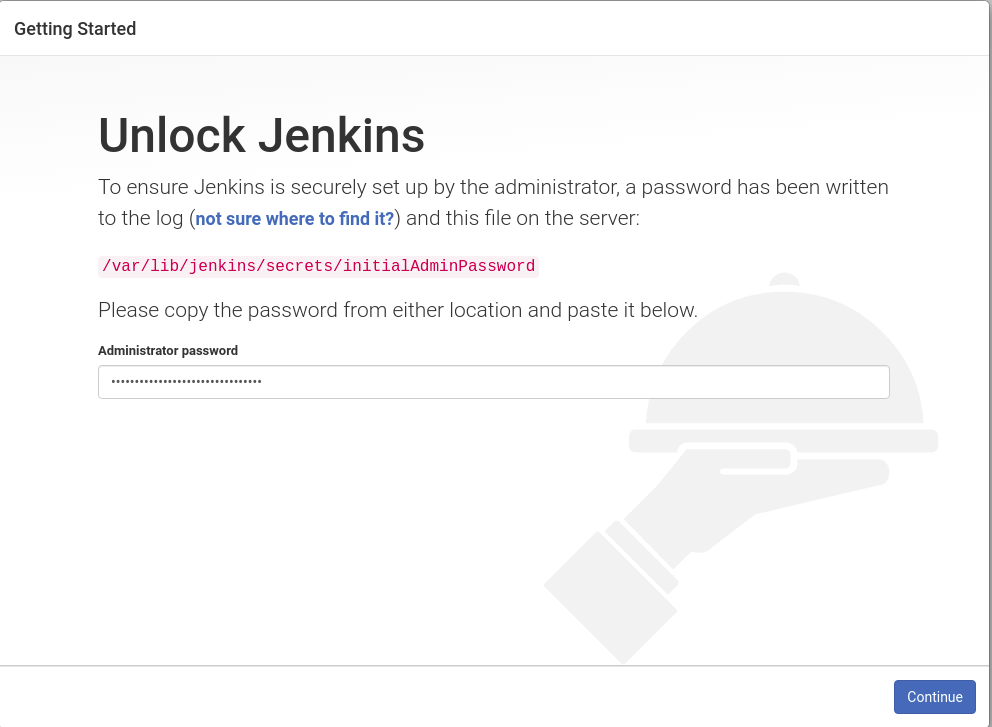 Getting Started
Unlock Jenkins
To ensure Jenkins is securely set up by the administrator, a password has been written
to the log (not sure where to find it?) and this file on the server:
/var/lib/jenkins/secrets/initialAdminPassword
Please copy the password from either location and paste it below.
Administrator password
Continue